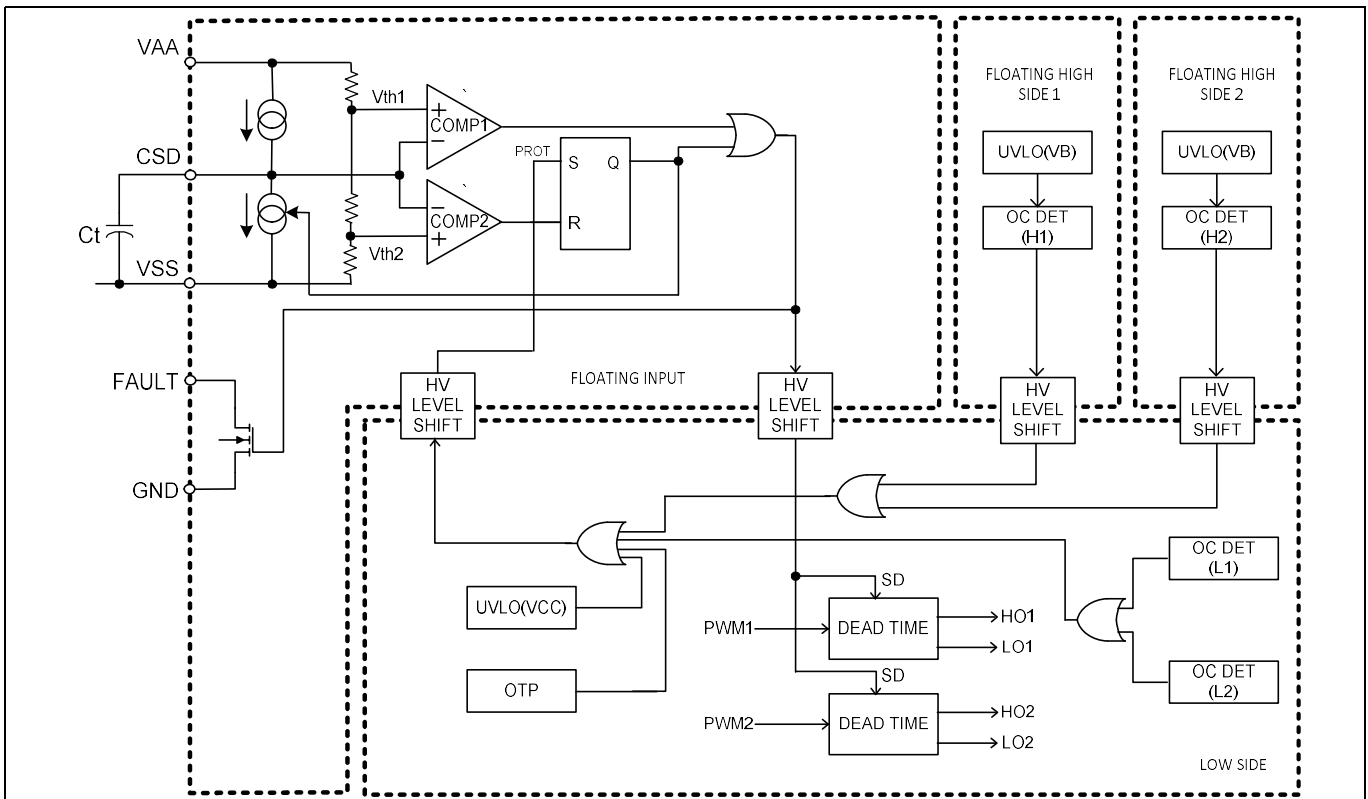 VAA
CSD
Ct
VSS
FAULT
GND
Vth1
Vth2
COMP1
COMP2
+
−
−
+
PROT
S
Q
R
FLOATING HIGH
SIDE 1
UVLO(VB)
OC DET
(H1)
FLOATING HIGH
SIDE 2
UVLO(VB)
OC DET
(H2)
HV
LEVEL
SHIFT
FLOATING INPUT
HV
LEVEL
SHIFT
HV
LEVEL
SHIFT
HV
LEVEL
SHIFT
UVLO(VCC)
OTP
SD
PWM1
DEAD TIME
HO1
LO1
SD
PWM2
DEAD TIME
HO2
LO2
OC DET
(L1)
OC DET
(L2)
LOW SIDE